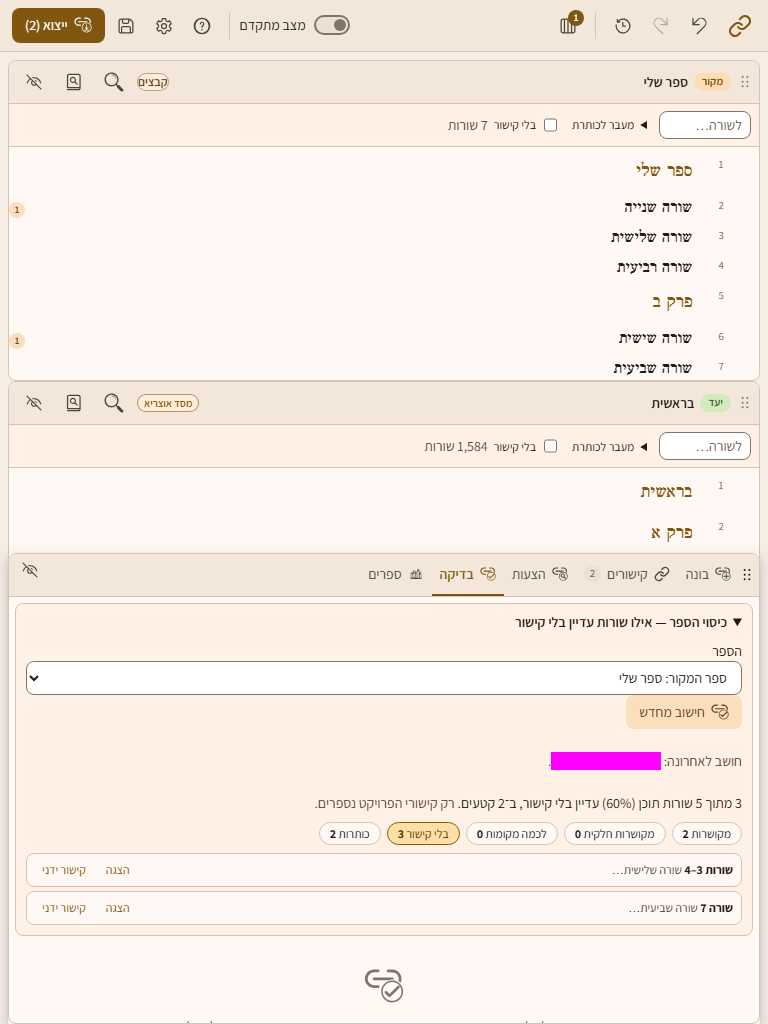 ייצוא (2)
מצב מתקדם
1
מקור ספר שלי
קבצים
לשורה...
מעבר לכותרת
בלי קישור
7 שורות
1 ספר שלי
2 שורה שנייה
1
3 שורה שלישית
4 שורה רביעית
5 פרק ב
6 שורה שישית
1
7 שורה שביעית
יעד בראשית
מסד אוצריא
לשורה...
מעבר לכותרת
בלי קישור
1,584 שורות
1 בראשית
2 פרק א
בונה
קישורים 2
הצעות
בדיקה
ספרים
כיסוי הספר — אילו שורות עדיין בלי קישור
הספר
ספר המקור: ספר שלי
חישוב מחדש
חושב לאחרונה: .
3 מתוך 5 שורות תוכן (60%) עדיין בלי קישור, ב־2 קטעים. רק קישורי הפרויקט נספרים.
מקושרות 2
מקושרות חלקית 0
לכמה מקומות 0
בלי קישור 3
כותרות 2
שורות 3–4 שורה שלישית...
הצגה
קישור ידני
שורה 7 שורה שביעית...
הצגה
קישור ידני